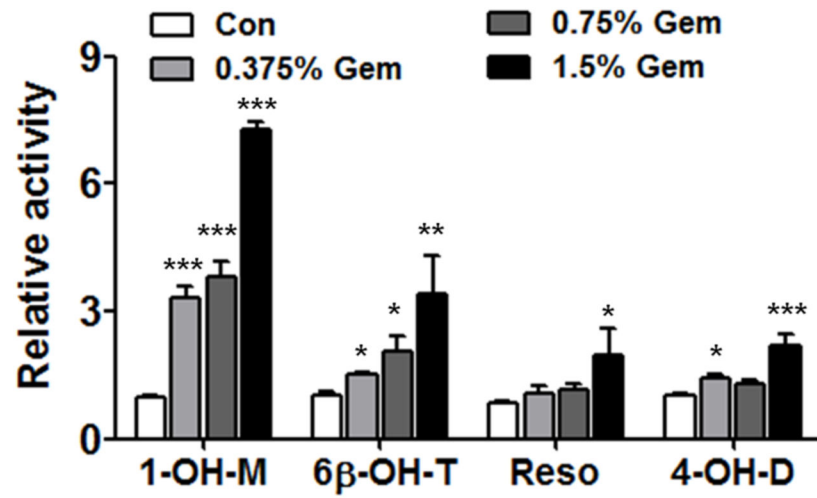 Con
0.375% Gem
0.75% Gem
1.5% Gem
Relative activity
9
6
3
0
***
***
***
*
*
**
*
*
***
1-OH-M 6β-OH-T Reso 4-OH-D